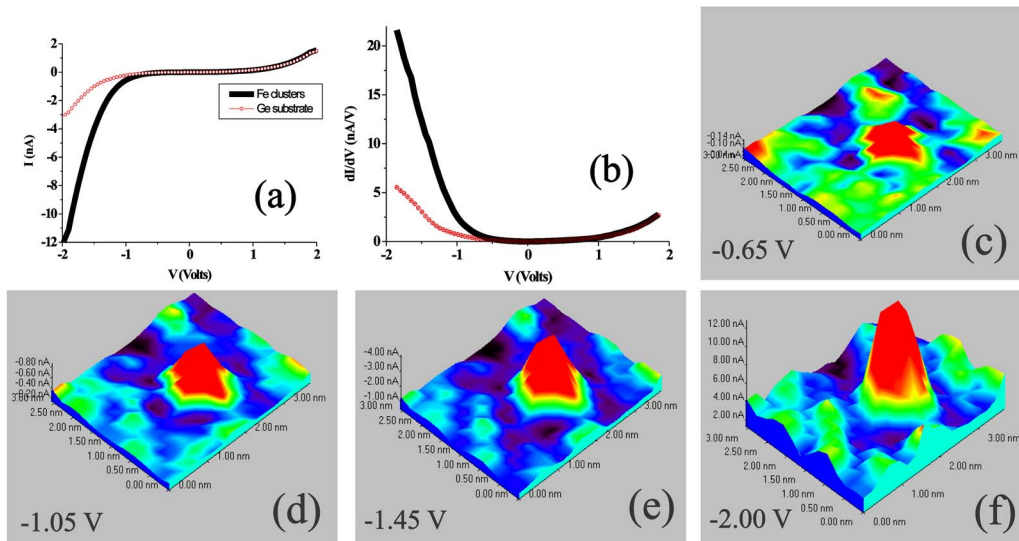 2
0
-2
-4
-6
-8
-10
-12
I (nA)
-2
-1
0
1
2
V (Volts)
Fe clusters
Ge substrate
(a)
20
15
10
5
0
dI/dV (nA/V)
-2
-1
0
1
2
V (Volts)
(b)
-0.14 nA
-0.10 nA
2.50 nm
2.00 nm
1.50 nm
1.00 nm
0.50 nm
0.00 nm
0.00 nm
1.00 nm
2.00 nm
3.00 nm
-0.65 V
(c)
-0.80 nA
-0.60 nA
-0.40 nA
3.00 nm
2.50 nm
2.00 nm
1.50 nm
1.00 nm
0.50 nm
0.00 nm
0.00 nm
1.00 nm
2.00 nm
3.00 nm
-1.05 V
(d)
-4.00 nA
-3.00 nA
-2.00 nA
-1.00 nA
3.00 nm
2.50 nm
2.00 nm
1.50 nm
1.00 nm
0.50 nm
0.00 nm
0.00 nm
1.00 nm
2.00 nm
3.00 nm
-1.45 V
(e)
12.00 nA
10.00 nA
8.00 nA
6.00 nA
4.00 nA
2.00 nA
3.00 nm
2.50 nm
2.00 nm
1.50 nm
1.00 nm
0.50 nm
0.00 nm
0.00 nm
1.00 nm
2.00 nm
3.00 nm
-2.00 V
(f)